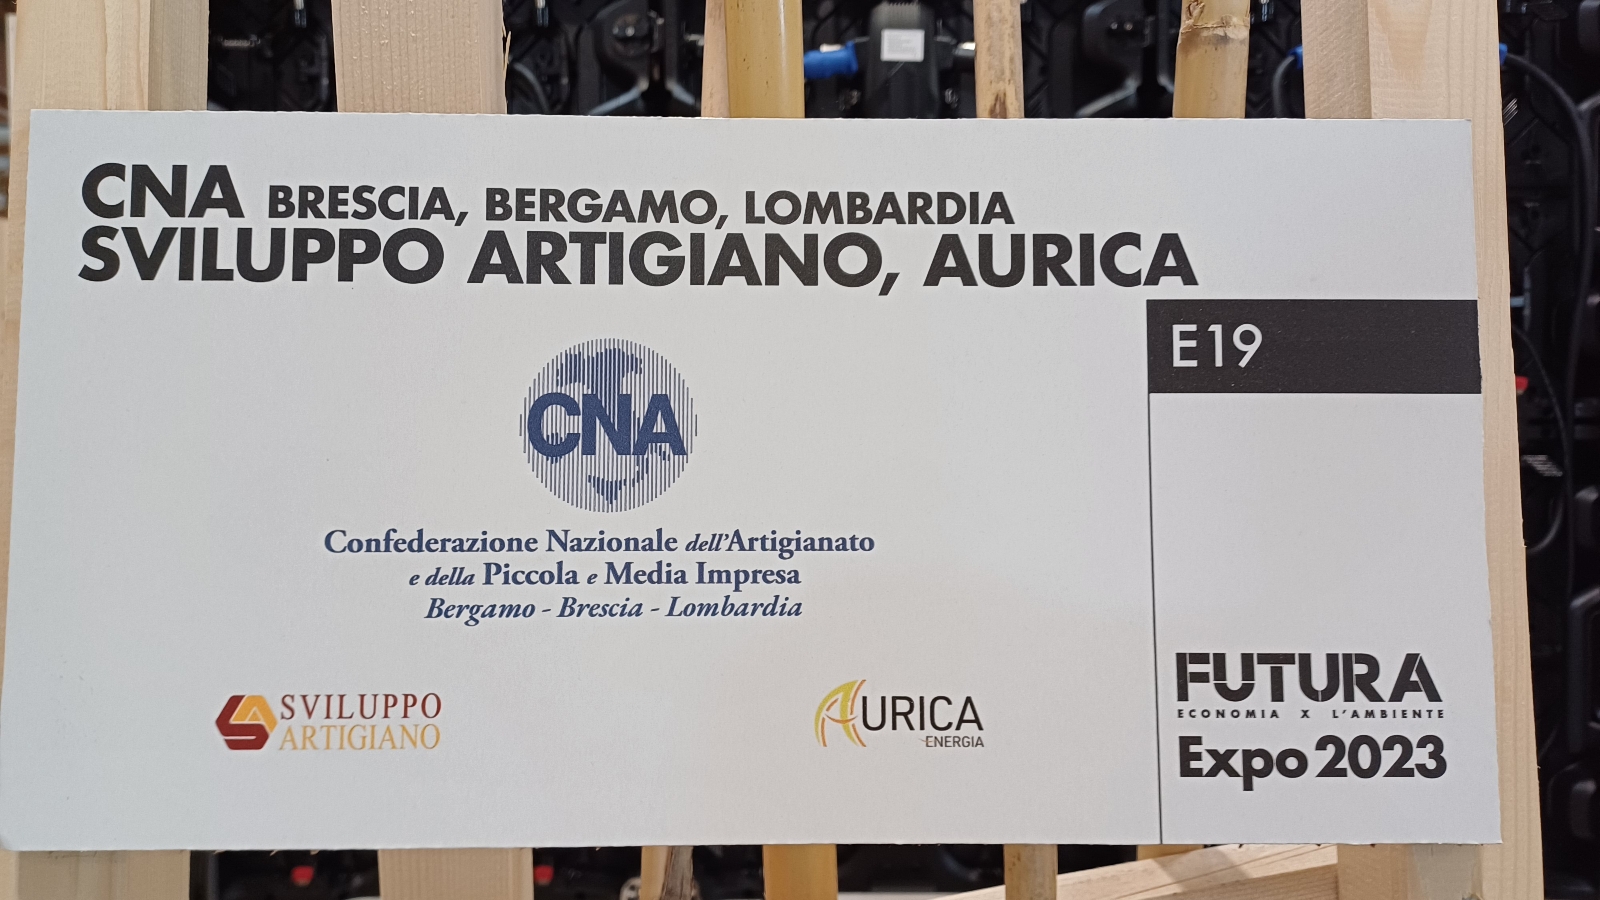 CNA BRESCIA, BERGAMO, LOMBARDIA
SVILUPPO ARTIGIANO, AURICA
E19
CNA
Confederazione Nazionale dell'Artigianato
e della Piccola e Media Impresa
Bergamo - Brescia - Lombardia
SVILUPPO
ARTIGIANO
AURICA
ENERGIA
FUTURA
ECONOMIA X L'AMBIENTE
Expo 2023